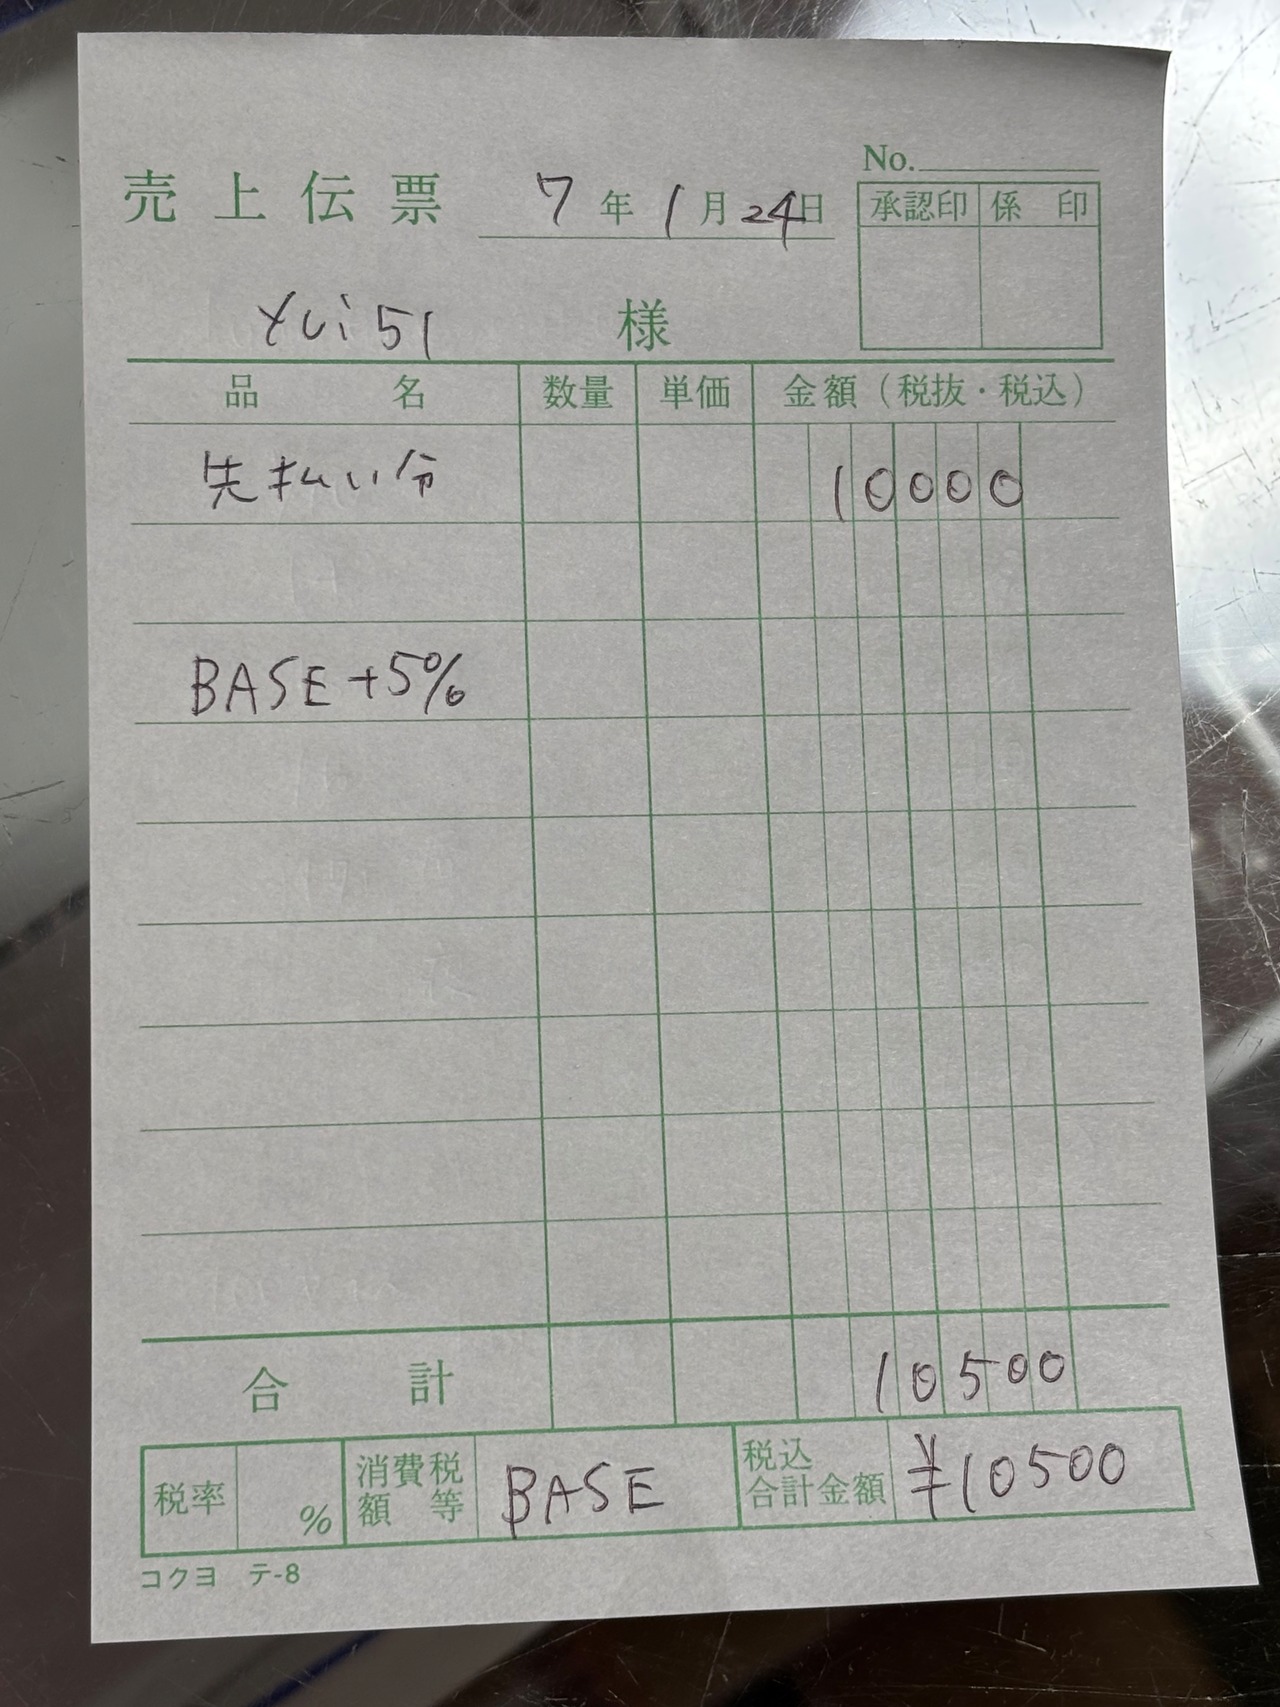 No.
売上伝票 7年1月24日
承認印 係印
yui51 様
品名 数量 単価 金額（税抜・税込）
先払い分 10000
BASE+5%
合計 10500
税率 % 消費税額等 BASE 税込合計金額 ¥10500
コクヨ テ-8